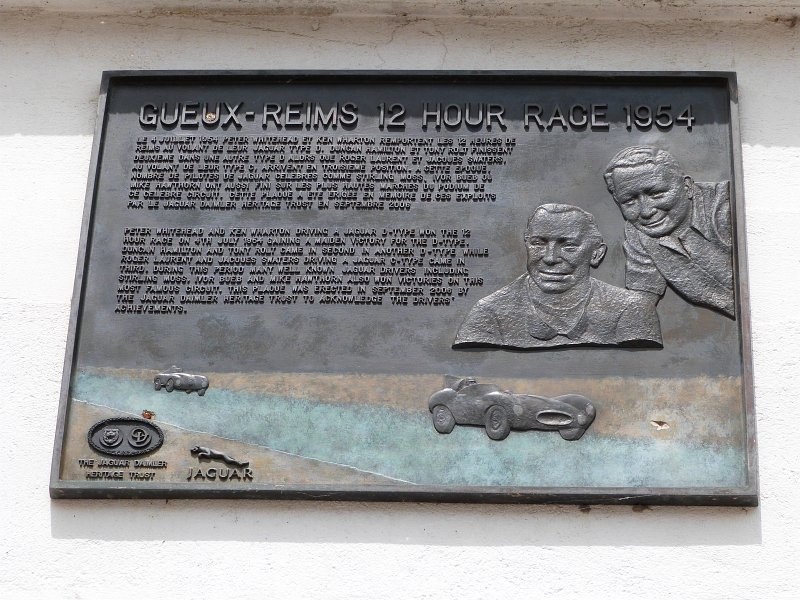 GUEUX-REIMS 12 HOUR RACE 1954
LE 4 JUILLET 1954 PETER WHITEHEAD ET KEN WHARTON REMPORTENT LES 12 HEURES DE
REIMS AU VOLANT DE LEUR JAGUAR TYPE D. DUNCAN HAMILTON ET TONY ROLT FINISSENT
DEUXIEME DANS UNE AUTRE TYPE D ALORS QUE ROGER LAURENT ET JACQUES SWATERS
AU VOLANT DE LEUR TYPE C, ARRIVENT EN TROISIEME POSITION. A CETTE EPOQUE,
NOMBRE DE PILOTES DE JAGUAR CELEBRES COMME STIRLING MOSS, IVOR BUEB OU
MIKE HAWTHORN ONT AUSSI FINI SUR LES PLUS HAUTES MARCHES DU PODIUM DE
CE CELEBRE CIRCUIT. CETTE PLAQUE A ETE ERIGEE EN MEMOIRE DE CES EXPLOITS
PAR LE JAGUAR DAIMLER HERITAGE TRUST EN SEPTEMBRE 2006
PETER WHITEHEAD AND KEN WHARTON DRIVING A JAGUAR D-TYPE WON THE 12
HOUR RACE ON 4TH JULY 1954 GAINING A MAIDEN VICTORY FOR THE D-TYPE.
DUNCAN HAMILTON AND TONY ROLT CAME IN SECOND IN ANOTHER D-TYPE WHILE
ROGER LAURENT AND JACQUES SWATERS DRIVING A JAGUAR C-TYPE CAME IN
THIRD. DURING THIS PERIOD MANY WELL KNOWN JAGUAR DRIVERS INCLUDING
STIRLING MOSS, IVOR BUEB AND MIKE HAWTHORN ALSO WON VICTORIES ON THIS
MOST FAMOUS CIRCUIT. THIS PLAQUE WAS ERECTED IN SEPTEMBER 2006 BY
THE JAGUAR DAIMLER HERITAGE TRUST TO ACKNOWLEDGE THE DRIVERS'
ACHIEVEMENTS.
THE JAGUAR DAIMLER
HERITAGE TRUST
JAGUAR